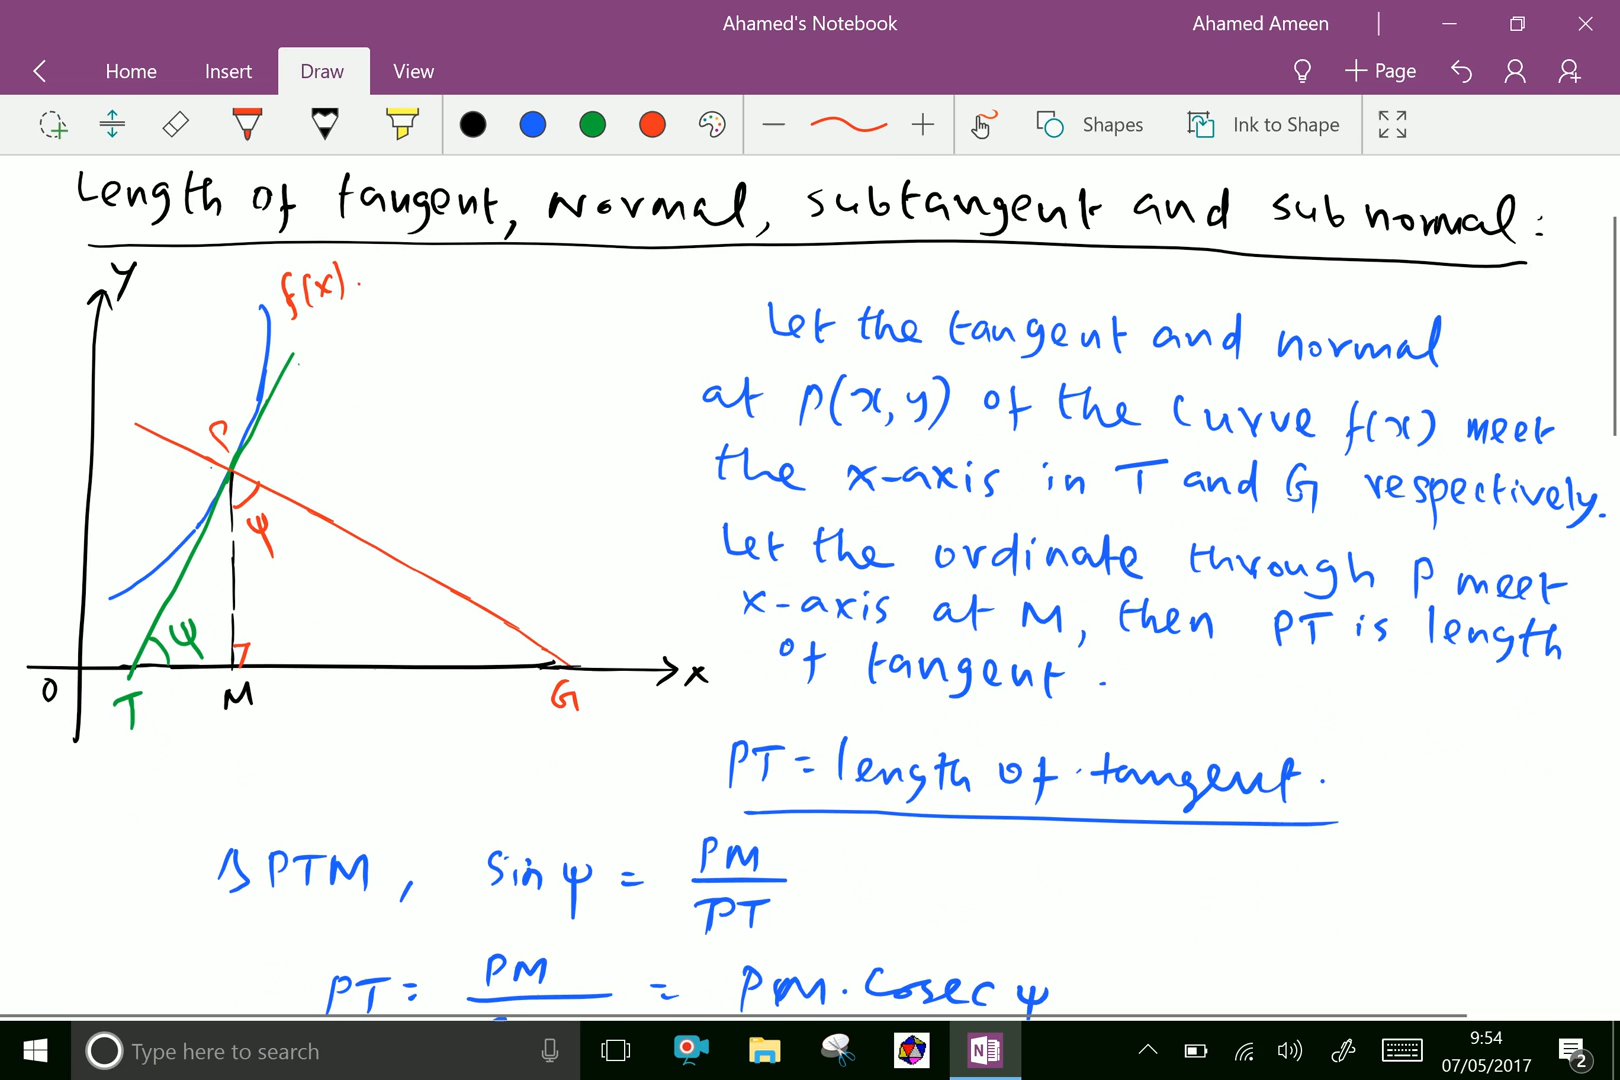 Ahamed's Notebook
Ahamed Ameen
Home Insert Draw View
Page
Shapes
Ink to Shape
Length of tangent, Normal, subtangent and subnormal:
Y
f(x).
P
ψ
ψ
O
T
M
G
x
Let the tangent and normal
at P(x,y) of the curve f(x) meet
the x-axis in T and G respectively.
Let the ordinate through P meet
x-axis at M, then PT is length
of tangent.
PT = length of tangent.
Δ PTM, Sin ψ = PM
PT
PT = PM = PM. Cosec ψ
Type here to search
9:54
07/05/2017
2